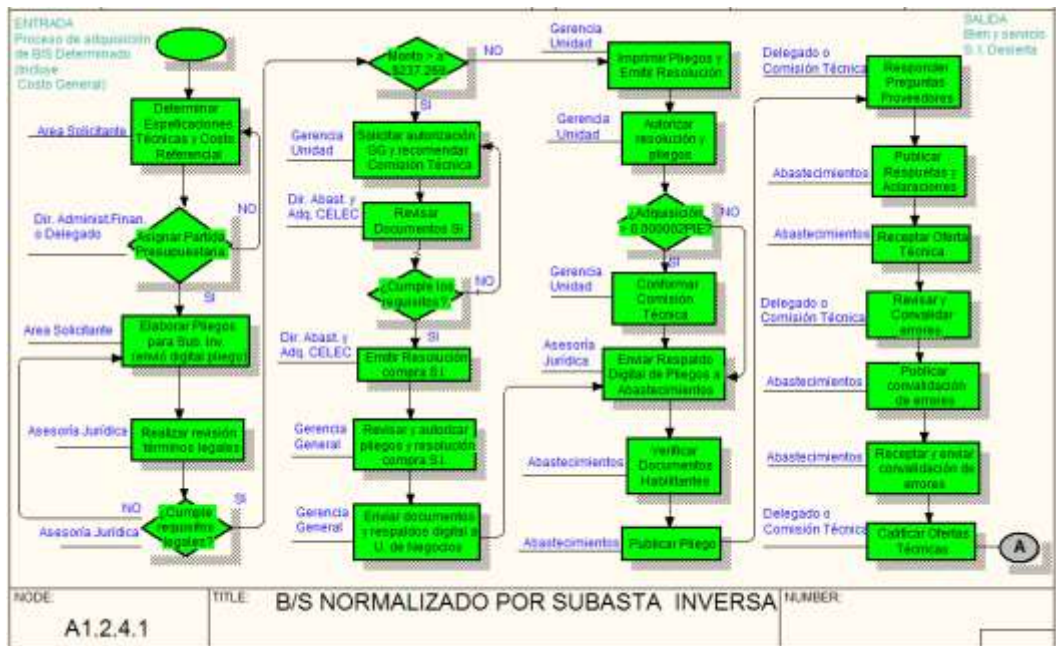 ENTRADA
Proceso de adquisición
de B/S Determinado
(Incluye
Costo General)
Determinar
Espeficaciones
Técnicas y Costo
Referencial
Area Solicitante
NO
Dir. Administ.Finan.
o Delegado
Asignar Partida
Presupuestaria
SI
Area Solicitante
Elaborar Pliegos
para Sub. Inv.
(envió digital pliego)
Asesoría Jurídica
Realizar revisión
términos legales
NO
SI
¿Cumple
requisitos
legales?
Asesoría Jurídica
Monto > a
$237.269
NO
SI
Gerencia
Unidad
Solicitar autorización
GG y recomendar
Comisión Técnica
Dir. Abast. y
Adq. CELEC
Revisar
Documentos SI
¿Cumple los
requisitos?
NO
SI
Dir. Abast. y
Adq. CELEC
Emitir Resolución
compra S.I.
Gerencia
General
Revisar y autorizar
pliegos y resolución
compra S.I.
Gerencia
General
Enviar documentos
y respaldos digital a
U. de Negocios
Gerencia
Unidad
Imprimir Pliegos y
Emitir Resolución
Gerencia
Unidad
Autorizar
resolución y
pliegos
¿Adquisición
> 0,000002PIE?
NO
SI
Gerencia
Unidad
Conformar
Comisión
Técnica
Asesoría
Jurídica
Enviar Respaldo
Digital de Pliegos a
Abastecimientos
Abastecimientos
Verificar
Documentos
Habilitantes
Abastecimientos
Publicar Pliego
SALIDA
Bien y servicio
S.I. Desierta
Delegado o
Comisión Técnica
Responder
Preguntas
Proveedores
Abastecimientos
Publicar
Respuetas y
Aclaraciones
Abastecimientos
Receptar Oferta
Técnica
Delegado o
Comisión Técnica
Revisar y
Convalidar
errores
Abastecimientos
Publicar
convalidación
de errores
Abastecimientos
Receptar y enviar
convalidación de
errores
Delegado o
Comisión Técnica
Calificar Ofertas
Técnicas
A
NODE:
A1.2.4.1
TITLE:
B/S NORMALIZADO POR SUBASTA INVERSA
NUMBER: